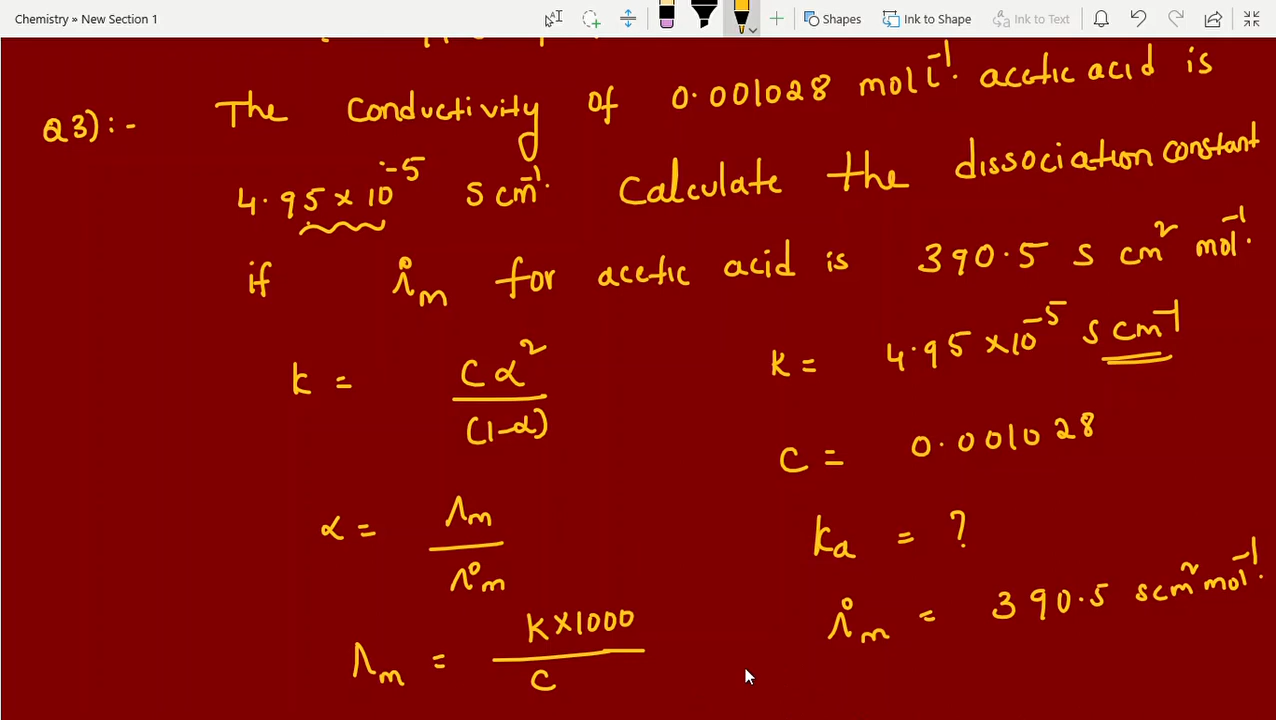 Chemistry » New Section 1
Shapes Ink to Shape Ink to Text
Q3):- The Conductivity of 0.001028 mol l⁻¹. acetic acid is
4.95×10⁻⁵ s cm⁻¹. Calculate the dissociation constant
if Λ°m for acetic acid is 390.5 s cm² mol⁻¹.
k = Cα² / (1-α)
K = 4.95×10⁻⁵ s cm⁻¹
C = 0.001028
α = Λm / Λ°m
ka = ?
Λ°m = 390.5 s cm² mol⁻¹.
Λm = K×1000 / C